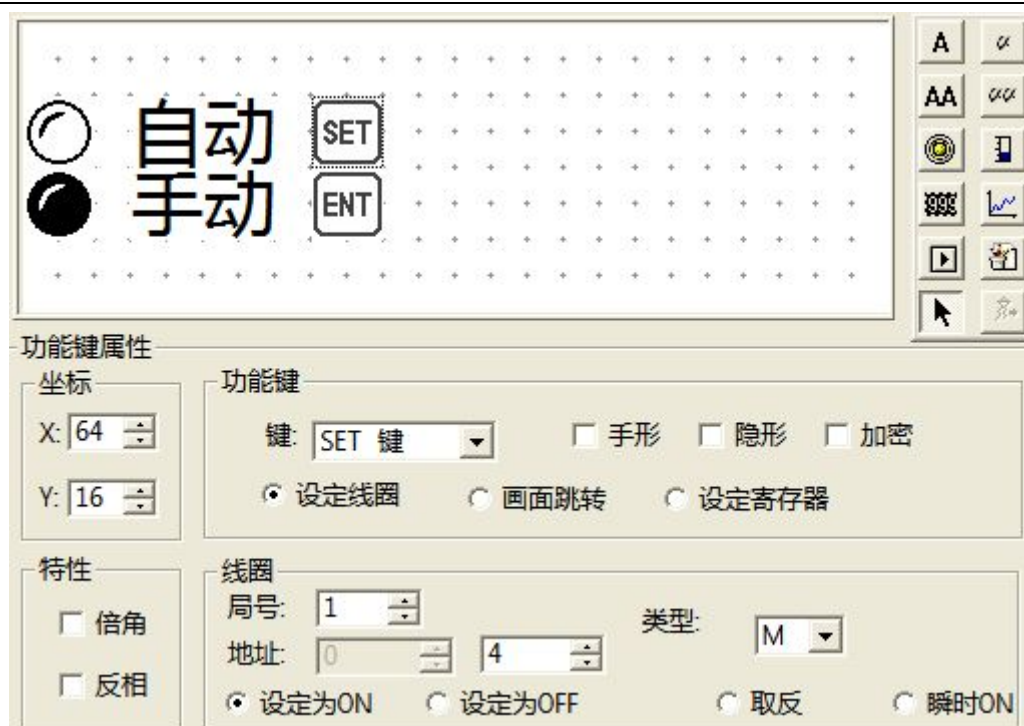 自动 SET
手动 ENT
A α
AA αα
功能键属性
坐标
X: 64
Y: 16
功能键
键: SET 键 手形 隐形 加密
设定线圈 画面跳转 设定寄存器
特性
倍角
反相
线圈
局号: 1
类型: M
地址: 0 4
设定为ON 设定为OFF 取反 瞬时ON